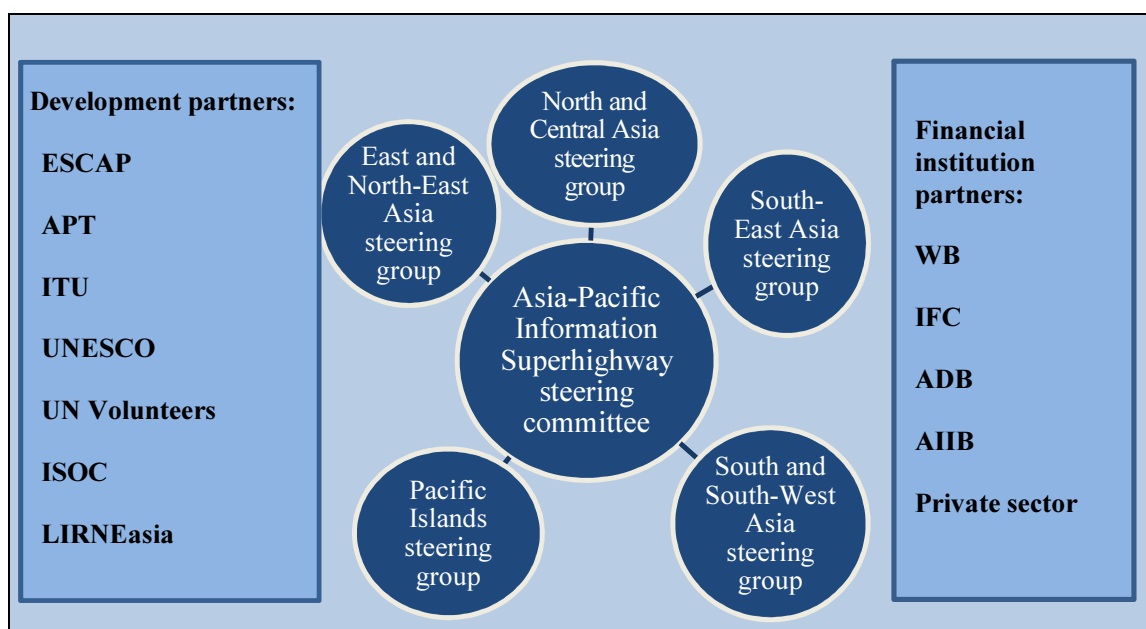 Development partners:
ESCAP
APT
ITU
UNESCO
UN Volunteers
ISOC
LIRNEasia
North and
Central Asia
steering
group
East and
North-East
Asia
steering
group
South-
East Asia
steering
group
Asia-Pacific
Information
Superhighway
steering
committee
Pacific
Islands
steering
group
South and
South-West
Asia
steering
group
Financial
institution
partners:
WB
IFC
ADB
AIIB
Private sector